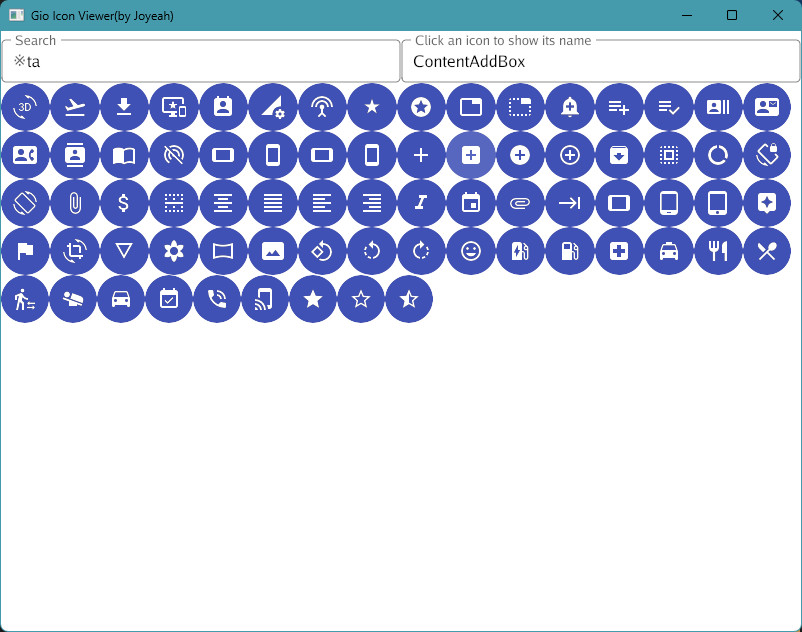 Gio Icon Viewer(by Joyeah)
Search
Click an icon to show its name
※ta
ContentAddBox
3D